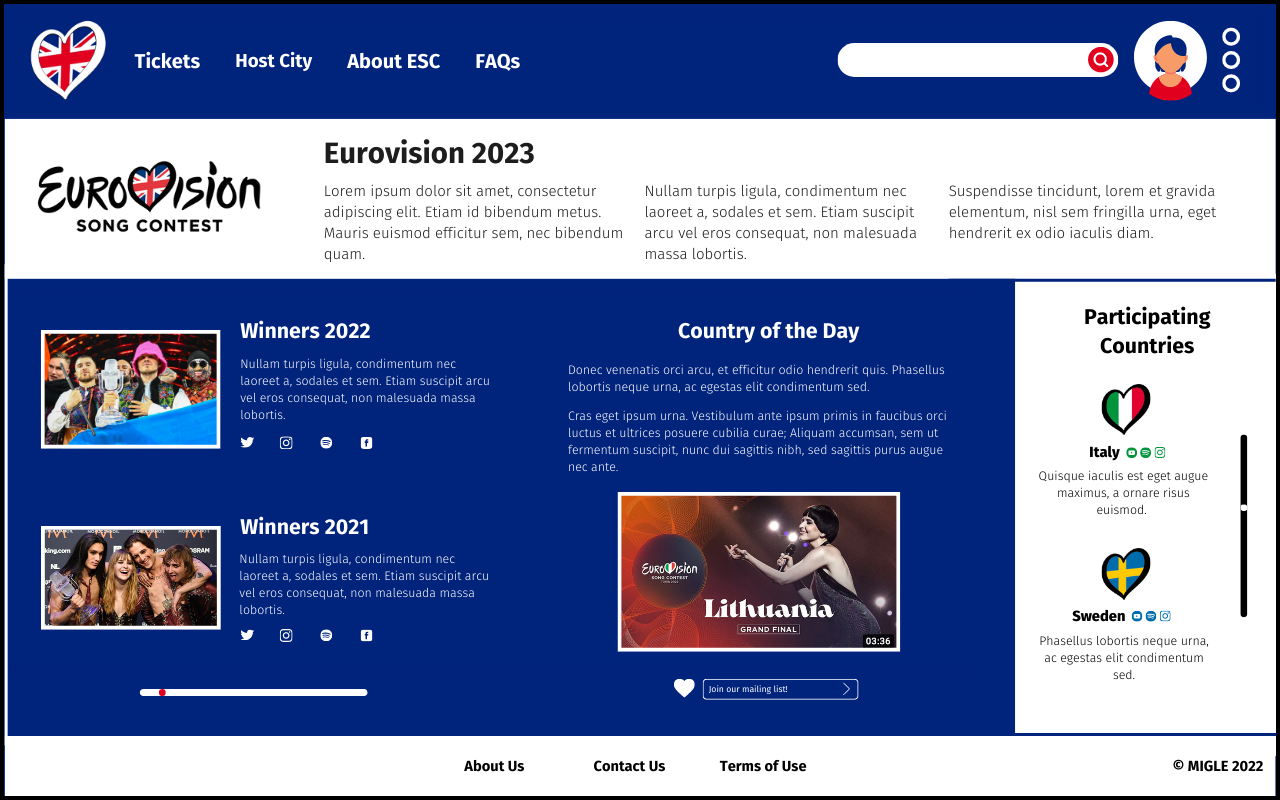 Tickets
Host City
About ESC
FAQs
EUROVISION
SONG CONTEST
Eurovision 2023
Lorem ipsum dolor sit amet, consectetur
adipiscing elit. Etiam id bibendum metus.
Mauris euismod efficitur sem, nec bibendum
quam.
Nullam turpis ligula, condimentum nec
laoreet a, sodales et sem. Etiam suscipit
arcu vel eros consequat, non malesuada
massa lobortis.
Suspendisse tincidunt, lorem et gravida
elementum, nisl sem fringilla urna, eget
hendrerit ex odio iaculis diam.
Winners 2022
Nullam turpis ligula, condimentum nec
laoreet a, sodales et sem. Etiam suscipit arcu
vel eros consequat, non malesuada massa
lobortis.
king.com
NL
OSRAM
Winners 2021
Nullam turpis ligula, condimentum nec
laoreet a, sodales et sem. Etiam suscipit arcu
vel eros consequat, non malesuada massa
lobortis.
Country of the Day
Donec venenatis orci arcu, et efficitur odio hendrerit quis. Phasellus
lobortis neque urna, ac egestas elit condimentum sed.
Cras eget ipsum urna. Vestibulum ante ipsum primis in faucibus orci
luctus et ultrices posuere cubilia curae; Aliquam accumsan, sem ut
fermentum suscipit, nunc dui sagittis nibh, sed sagittis purus augue
nec ante.
EUROVISION
SONG CONTEST
Lithuania
GRAND FINAL
03:36
Join our mailing list!
Participating
Countries
Italy
Quisque iaculis est eget augue
maximus, a ornare risus
euismod.
Sweden
Phasellus lobortis neque urna,
ac egestas elit condimentum
sed.
About Us
Contact Us
Terms of Use
© MIGLE 2022